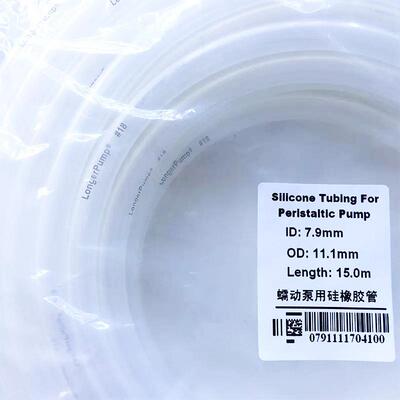 LongerPump® #18
LongerPump® #18
LongerPump® #18
Silicone Tubing For
Peristaltic Pump
ID: 7.9mm
OD: 11.1mm
Length: 15.0m
蠕动泵用硅橡胶管
0791111704100